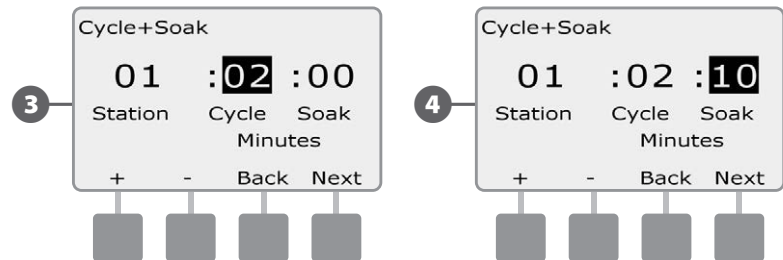 Cycle+Soak
01 :02 :00
Station Cycle Soak
Minutes
+ - Back Next
3
Cycle+Soak
01 :02 :10
Station Cycle Soak
Minutes
+ - Back Next
4